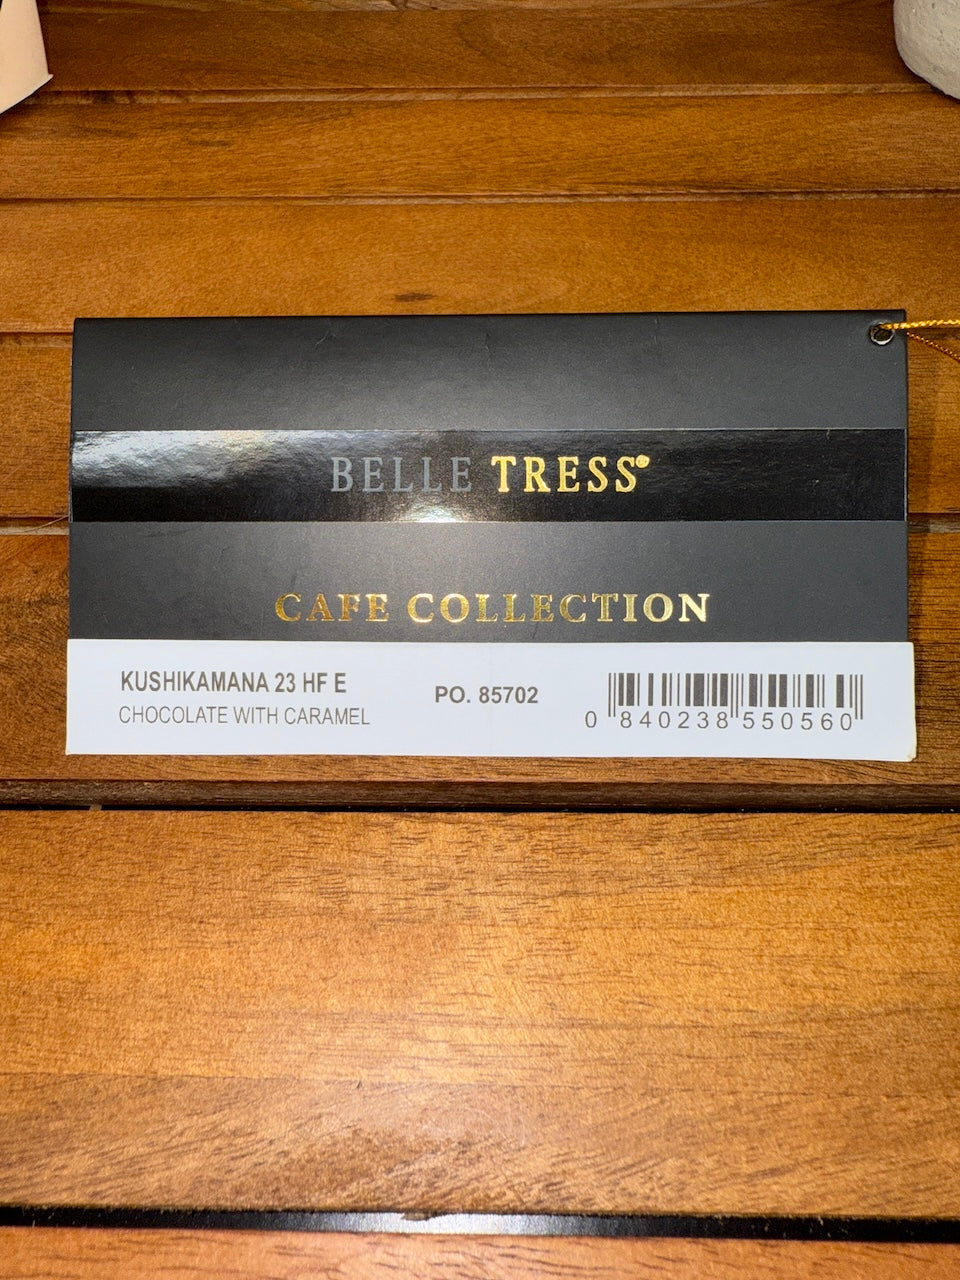 BELLE TRESS®
CAFE COLLECTION
KUSHIKAMANA 23 HF E
CHOCOLATE WITH CARAMEL
PO. 85702
0 840238 550560